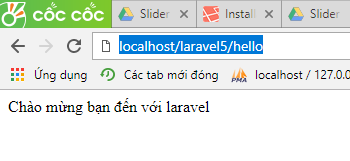 cốc cốc
Slider
Install
Slider
localhost/laravel5/hello
Ứng dụng
Các tab mới đóng
PMA
localhost / 127.0.0
Chào mừng bạn đến với laravel